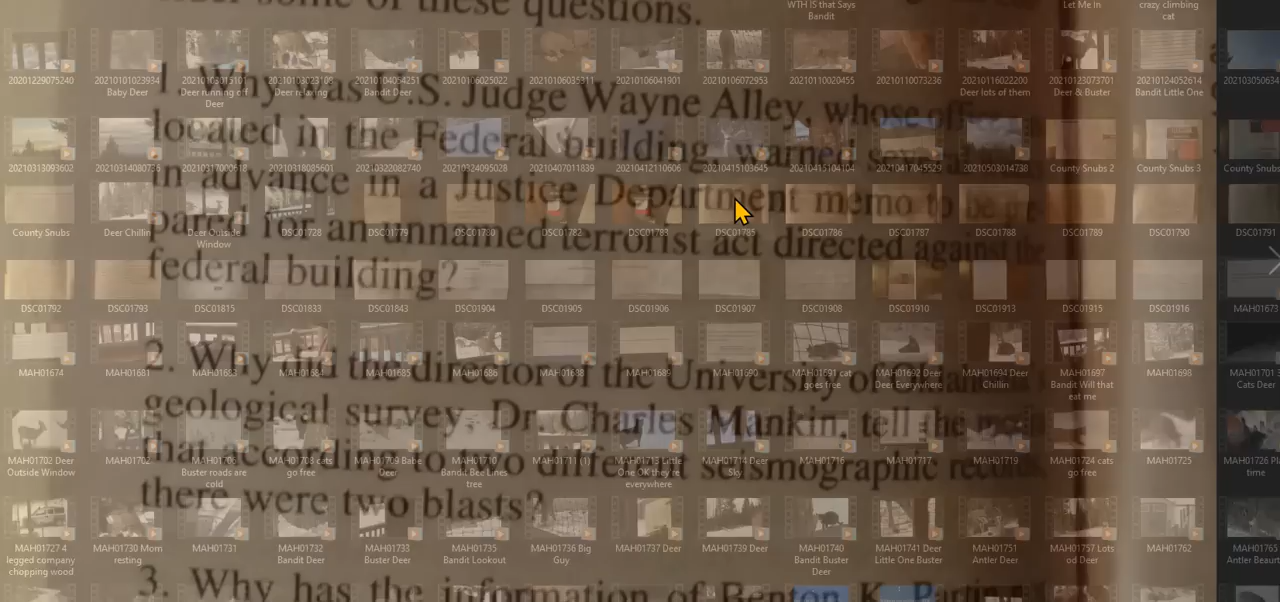 of these questions.
WTH IS that Says
Bandit
Let Me In
crazy climbing
cat
20201229075240
20210101023934
Baby Deer
Deer running off
Deer
Deer relaxing
20210104054251
Bandit Deer
20210106025022
20210106035311
20210106041901
20210106072953
20210110020455
20210110073236
20210116022200
Deer lots of them
20210123073701
Deer & Buster
20210124052614
Bandit Little One
1. Why was U.S. Judge Wayne Alley, whose
located in the Federal building, warned
20210313093602
20210318085601
20210322082740
20210324095028
20210407011839
20210412110606
20210415103645
20210415104104
20210417045529
20210503014738
County Snubs 2
County Snubs 3
County Snubs
in advance in a Justice Department memo to be
pared for an unnamed terrorist act directed against the
County Snubs
Deer Chillin
Deer Outside
Window
DSC01728
DSC01779
DSC01780
DSC01782
DSC01783
DSC01785
DSC01786
DSC01787
DSC01788
DSC01789
DSC01790
DSC01791
federal building?
DSC01792
DSC01793
DSC01815
DSC01833
DSC01843
DSC01904
DSC01905
DSC01906
DSC01907
DSC01908
DSC01910
DSC01913
DSC01915
DSC01916
MAH01673
2. Why did the director of the University of
MAH01674
MAH01681
MAH01683
MAH01684
MAH01685
MAH01686
MAH01688
MAH01689
MAH01690
MAH01691 cat
goes free
MAH01692 Deer
Deer Everywhere
MAH01694 Deer
Chillin
MAH01697
Bandit Will that
eat me
MAH01698
MAH01701
Cats Deer
geological survey, Dr. Charles Mankin, tell the
that according to two different seismographic
MAH01702 Deer
Outside Window
MAH01702
MAH01706
Buster roads are
cold
MAH01708 cats
go free
MAH01709 Babe
Deer
MAH01710
Bandit Bee Lines
tree
MAH01711 (1)
MAH01713 Little
One OK they're
everywhere
MAH01714 Deer
Sky
MAH01716
MAH01717
MAH01719
MAH01724 cats
go free
MAH01725
MAH01726
time
there were two blasts?
MAH01727 4
legged company
chopping wood
MAH01730 Mom
resting
MAH01731
MAH01732
Bandit Deer
MAH01733
Buster Deer
MAH01735
Bandit Lookout
MAH01736 Big
Guy
MAH01737 Deer
MAH01739 Deer
MAH01740
Bandit Buster
Deer
MAH01741 Deer
Little One Buster
MAH01751
Antler Deer
MAH01757 Lots
od Deer
MAH01762
MAH01765
Antler
3. Why has the information of Benton K.